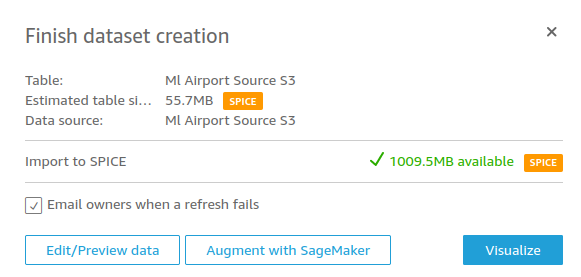 Finish dataset creation ×
Table: Ml Airport Source S3
Estimated table si... 55.7MB SPICE
Data source: Ml Airport Source S3
Import to SPICE 1009.5MB available SPICE
Email owners when a refresh fails
Edit/Preview data Augment with SageMaker Visualize